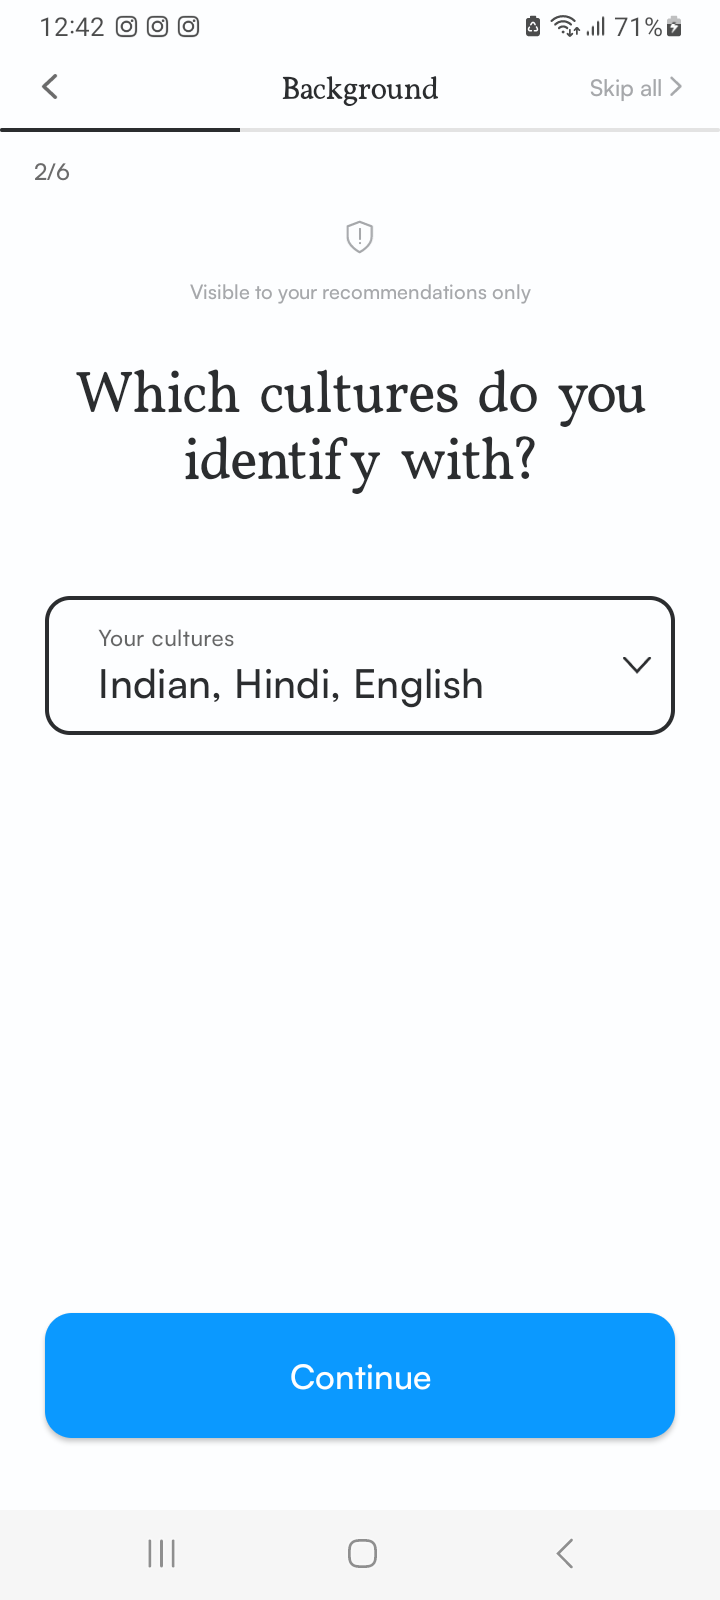 12:42
71%
Background
Skip all
2/6
Visible to your recommendations only
Which cultures do you
identify with?
Your cultures
Indian, Hindi, English
Continue